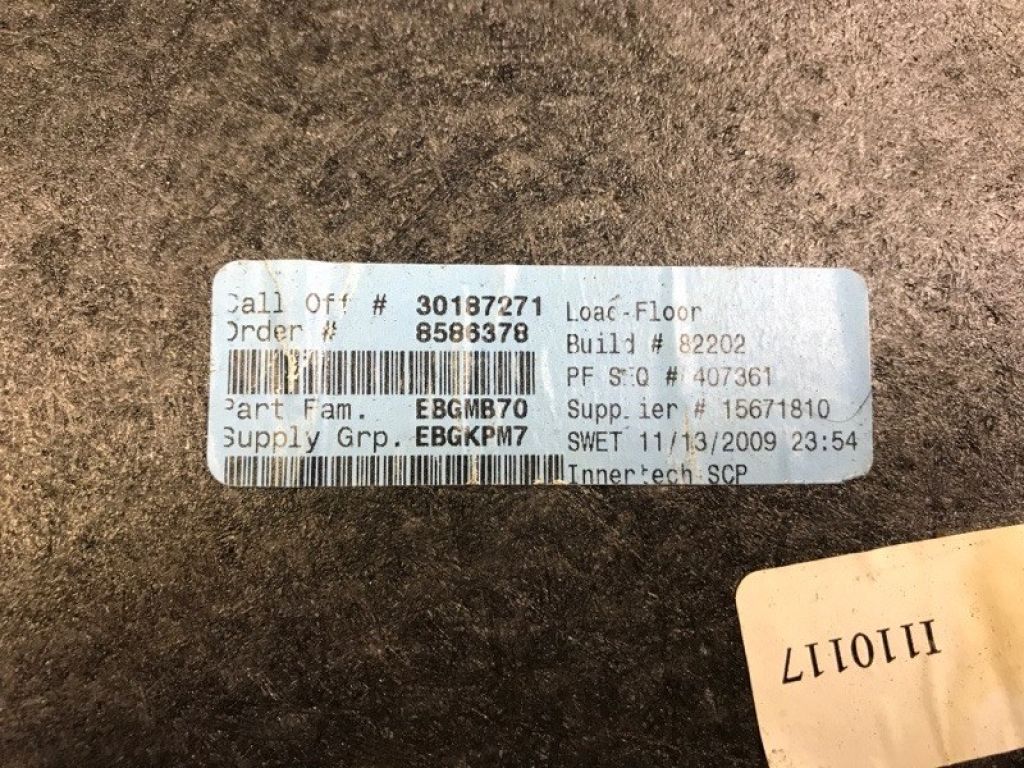 Call Off # 30187271
Order # 8586378
Part Fam. EBGMB70
Supply Grp. EBGKPM7
Load-Floor
Build # 82202
PF SEQ # 407361
Supplier # 15671810
SWET 11/13/2009 23:54
Innertech SCP
I110117